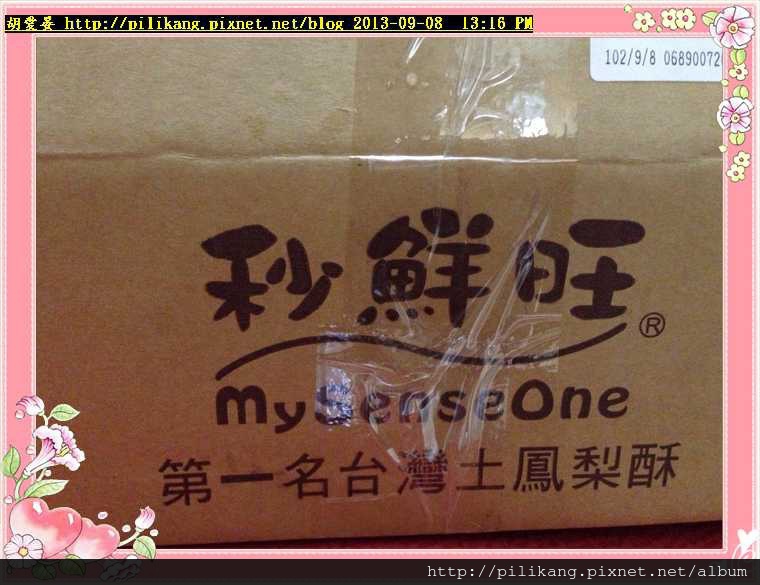 胡愛晏 http://pilikang.pixnet.net/blog 2013-09-08 13:16 PM
102/9/8 06890072
秒鮮旺®
MySenseOne
第一名台灣土鳳梨酥
http://pilikang.pixnet.net/album